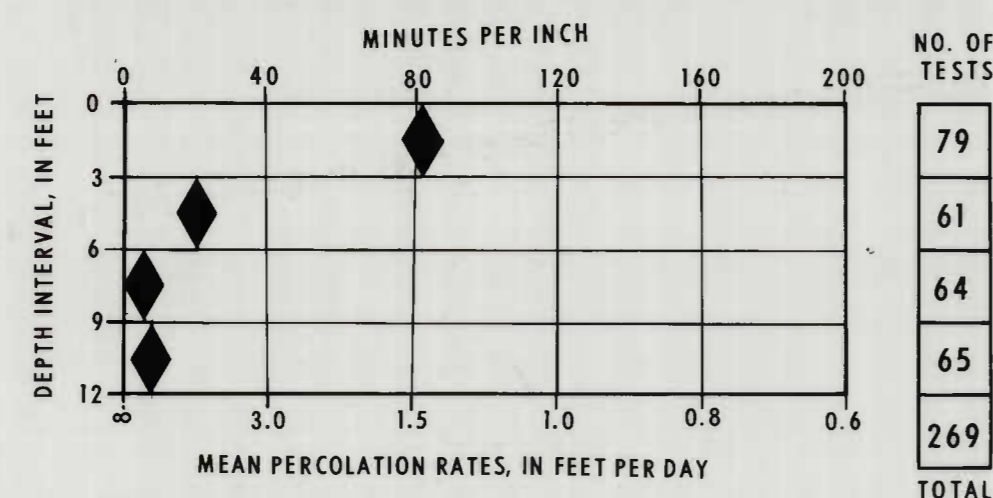 MINUTES PER INCH
NO. OF
TESTS
0 40 80 120 160 200
DEPTH INTERVAL, IN FEET
0
3
6
9
12
79
61
64
65
269
TOTAL
∞ 3.0 1.5 1.0 0.8 0.6
MEAN PERCOLATION RATES, IN FEET PER DAY